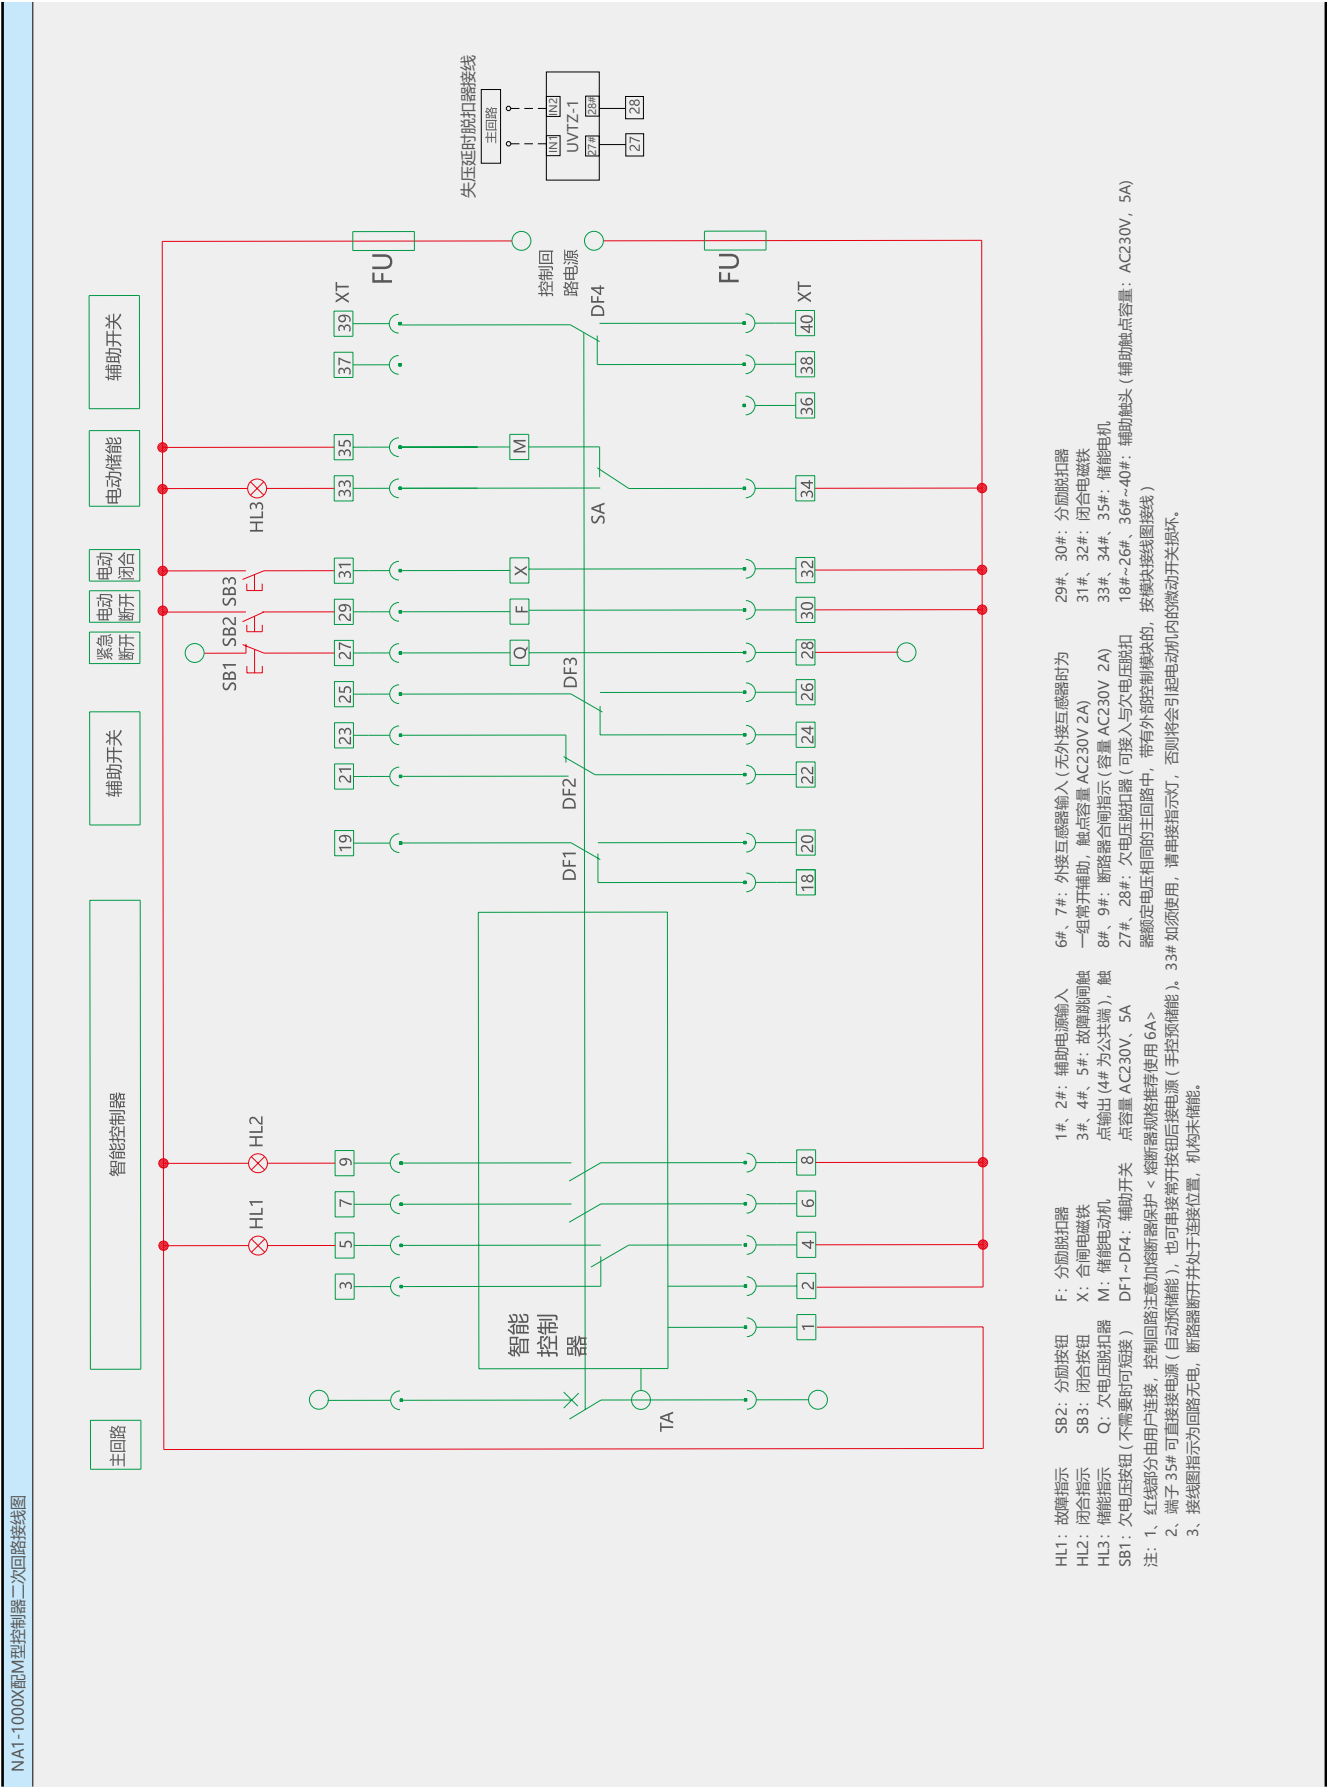 NA1-1000X配M型控制器二次回路接线图
主回路
智能控制器
辅助开关
紧急
断开
电动
断开
电动
闭合
电动储能
辅助开关
失压延时脱扣器接线
主回路
IN1
IN2
UVTZ-1
27#
28#
27
28
HL1
HL2
SB1
SB2
SB3
HL3
3
5
7
9
19
21
23
25
27
29
31
33
35
37
39
XT
FU
智能
控制
器
Q
F
X
M
控制回
路电源
TA
DF1
DF2
DF3
SA
DF4
FU
1
2
4
6
8
18
20
22
24
26
28
30
32
34
36
38
40
XT
HL1：故障指示
HL2：闭合指示
HL3：储能指示
SB1：欠电压按钮(不需要时可短接)
SB2：分励按钮
SB3：闭合按钮
Q：欠电压脱扣器
F：分励脱扣器
X：合闸电磁铁
M：储能电动机
DF1~DF4：辅助开关
1#、2#：辅助电源输入
3#、4#、5#：故障跳闸触
点输出(4#为公共端)，触
点容量AC230V、5A
6#、7#：外接互感器输入(无外接互感器时为
一组常开辅助，触点容量AC230V 2A)
8#、9#：断路器合闸指示(容量AC230V 2A)
27#、28#：欠电压脱扣器(可接入与欠电压脱扣
器额定电压相同的主回路中，带有外部控制模块的，按模块接线图接线)
29#、30#：分励脱扣器
31#、32#：闭合电磁铁
33#、34#、35#：储能电机
18#~26#、36#~40#：辅助触头(辅助触点容量：AC230V，5A)
注：1、红线部分由用户连接，控制回路注意加熔断器保护<熔断器规格推荐使用6A>
2、端子35#可直接接电源(自动预储能)，也可串接常开按钮后接电源(手控预储能)。33#如须使用，请串接指示灯，否则将会引起电动机内的微动开关损坏。
3、接线图指示为回路无电，断路器断开并处于连接位置，机构未储能。